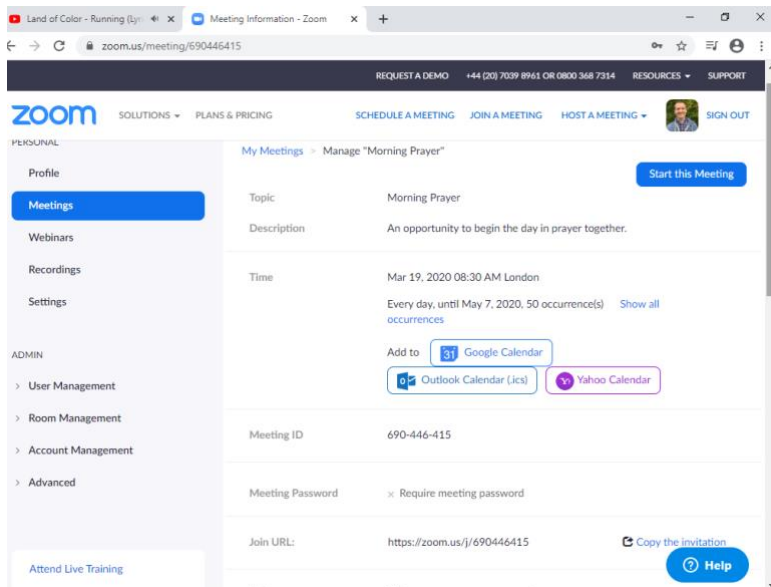 Land of Color - Running (Lyr
Meeting Information - Zoom
zoom.us/meeting/690446415
REQUEST A DEMO +44 (20) 7039 8961 OR 0800 368 7314 RESOURCES SUPPORT
zoom SOLUTIONS PLANS & PRICING SCHEDULE A MEETING JOIN A MEETING HOST A MEETING SIGN OUT
PERSONAL
Profile
Meetings
Webinars
Recordings
Settings
ADMIN
User Management
Room Management
Account Management
Advanced
Attend Live Training
My Meetings > Manage "Morning Prayer"
Start this Meeting
Topic Morning Prayer
Description An opportunity to begin the day in prayer together.
Time Mar 19, 2020 08:30 AM London
Every day, until May 7, 2020, 50 occurrence(s) Show all
occurrences
Add to 31 Google Calendar
Outlook Calendar (.ics) Yahoo Calendar
Meeting ID 690-446-415
Meeting Password × Require meeting password
Join URL: https://zoom.us/j/690446415 Copy the invitation
Help